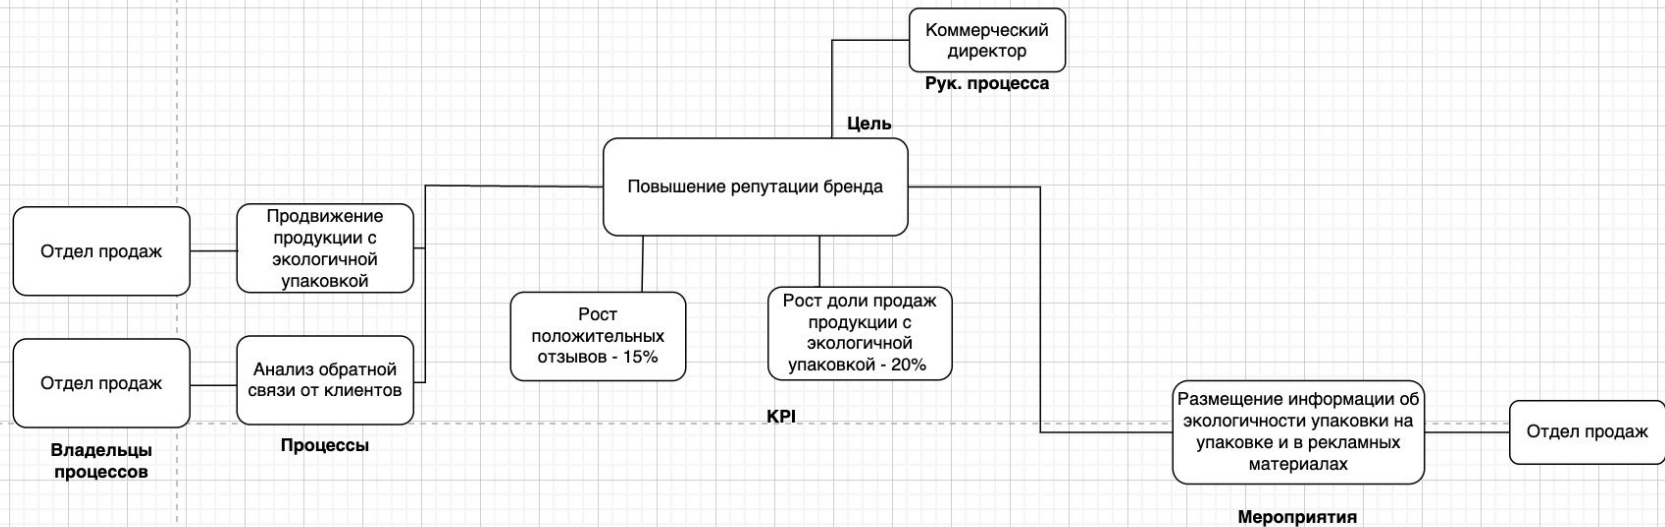 Коммерческий
директор
Рук. процесса
Цель
Повышение репутации бренда
Отдел продаж
Продвижение
продукции с
экологичной
упаковкой
Рост
положительных
отзывов - 15%
Рост доли продаж
продукции с
экологичной
упаковкой - 20%
Отдел продаж
Анализ обратной
связи от клиентов
KPI
Размещение информации об
экологичности упаковки на
упаковке и в рекламных
материалах
Отдел продаж
Владельцы
процессов
Процессы
Мероприятия